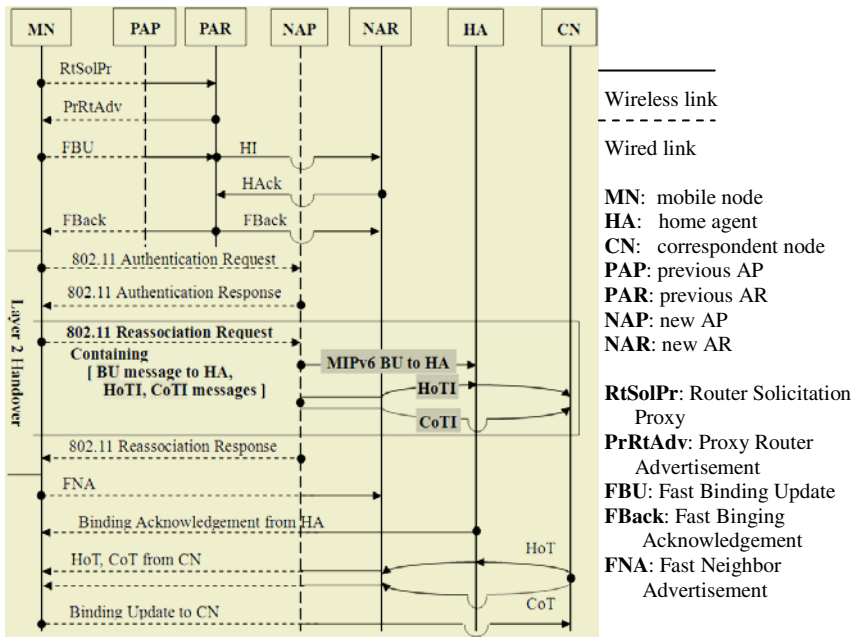 MN PAP PAR NAP NAR HA CN
RtSolPr
PrRtAdv
FBU HI
HAck
FBack FBack
802.11 Authentication Request
802.11 Authentication Response
Layer 2 Handover
802.11 Reassociation Request
Containing
[ BU message to HA,
HoTI, CoTI messages ]
MIPv6 BU to HA
HoTI
CoTI
802.11 Reassociation Response
FNA
Binding Acknowledgement from HA
HoT
HoT, CoT from CN
CoT
Binding Update to CN
Wireless link
Wired link
MN: mobile node
HA: home agent
CN: correspondent node
PAP: previous AP
PAR: previous AR
NAP: new AP
NAR: new AR
RtSolPr: Router Solicitation
Proxy
PrRtAdv: Proxy Router
Advertisement
FBU: Fast Binding Update
FBack: Fast Binging
Acknowledgement
FNA: Fast Neighbor
Advertisement